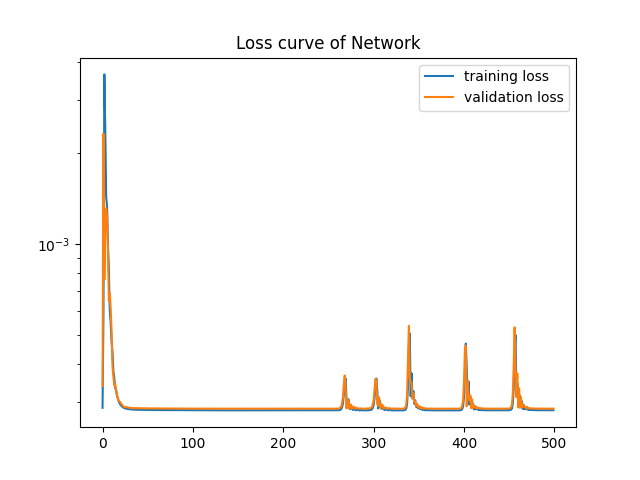 Loss curve of Network
training loss
validation loss
10⁻³
0 100 200 300 400 500